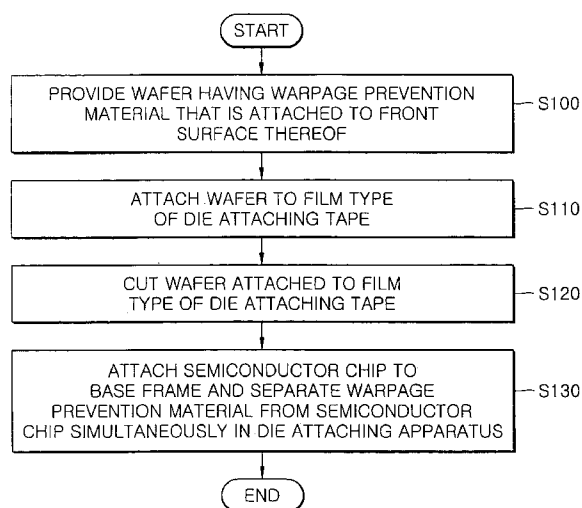 START
PROVIDE WAFER HAVING WARPAGE PREVENTION
MATERIAL THAT IS ATTACHED TO FRONT
SURFACE THEREOF
S100
ATTACH WAFER TO FILM TYPE
OF DIE ATTACHING TAPE
S110
CUT WAFER ATTACHED TO FILM
TYPE OF DIE ATTACHING TAPE
S120
ATTACH SEMICONDUCTOR CHIP TO
BASE FRAME AND SEPARATE WARPAGE
PREVENTION MATERIAL FROM SEMICONDUCTOR
CHIP SIMULTANEOUSLY IN DIE ATTACHING APPARATUS
S130
END